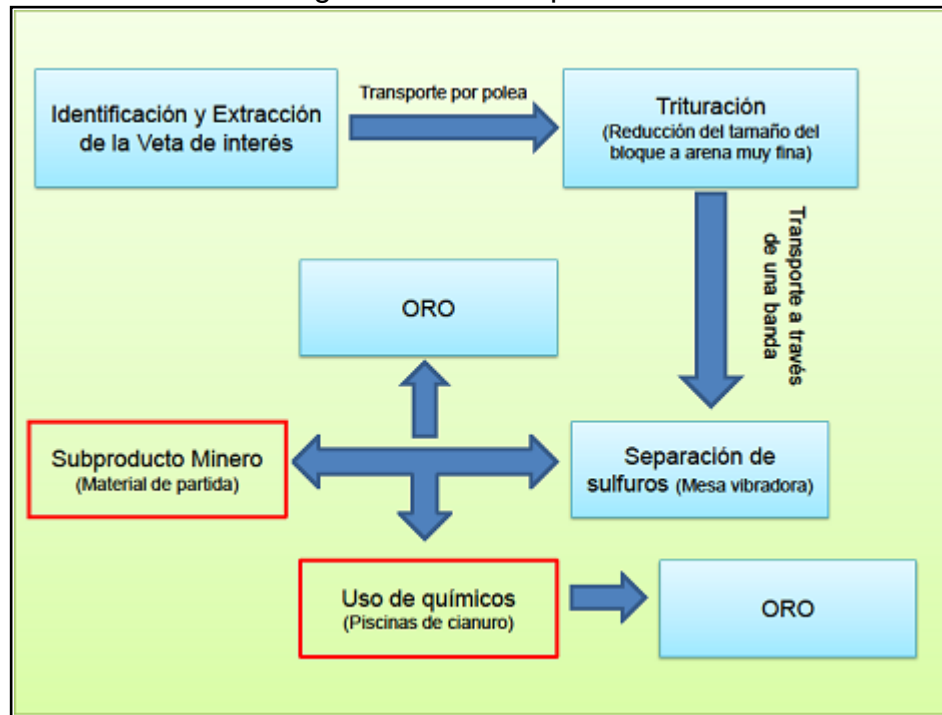 Identificación y Extracción
de la Veta de interés
Transporte por polea
Trituración
(Reducción del tamaño del
bloque a arena muy fina)
Transporte a través
de una banda
ORO
Subproducto Minero
(Material de partida)
Separación de
sulfuros (Mesa vibradora)
Uso de químicos
(Piscinas de cianuro)
ORO